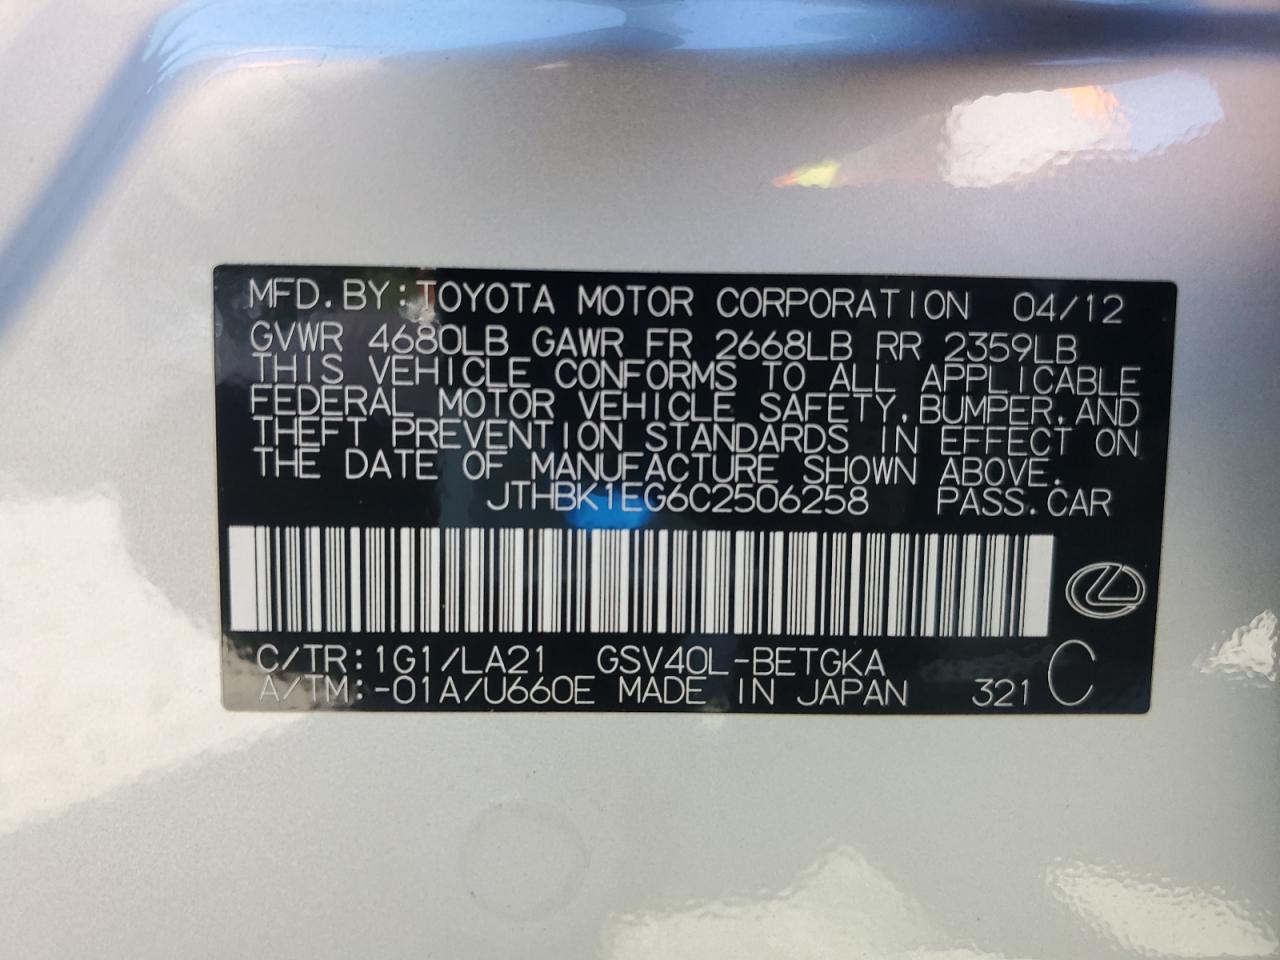 MFD.BY:TOYOTA MOTOR CORPORATION 04/12
GVWR 4680LB GAWR FR 2668LB RR 2359LB
THIS VEHICLE CONFORMS TO ALL APPLICABLE
FEDERAL MOTOR VEHICLE SAFETY,BUMPER,AND
THEFT PREVENTION STANDARDS IN EFFECT ON
THE DATE OF MANUFACTURE SHOWN ABOVE.
JTHBK1EG6C2506258 PASS.CAR
C/TR:1G1/LA21 GSV40L-BETGKA
A/TM:-01A/U660E MADE IN JAPAN 321 C